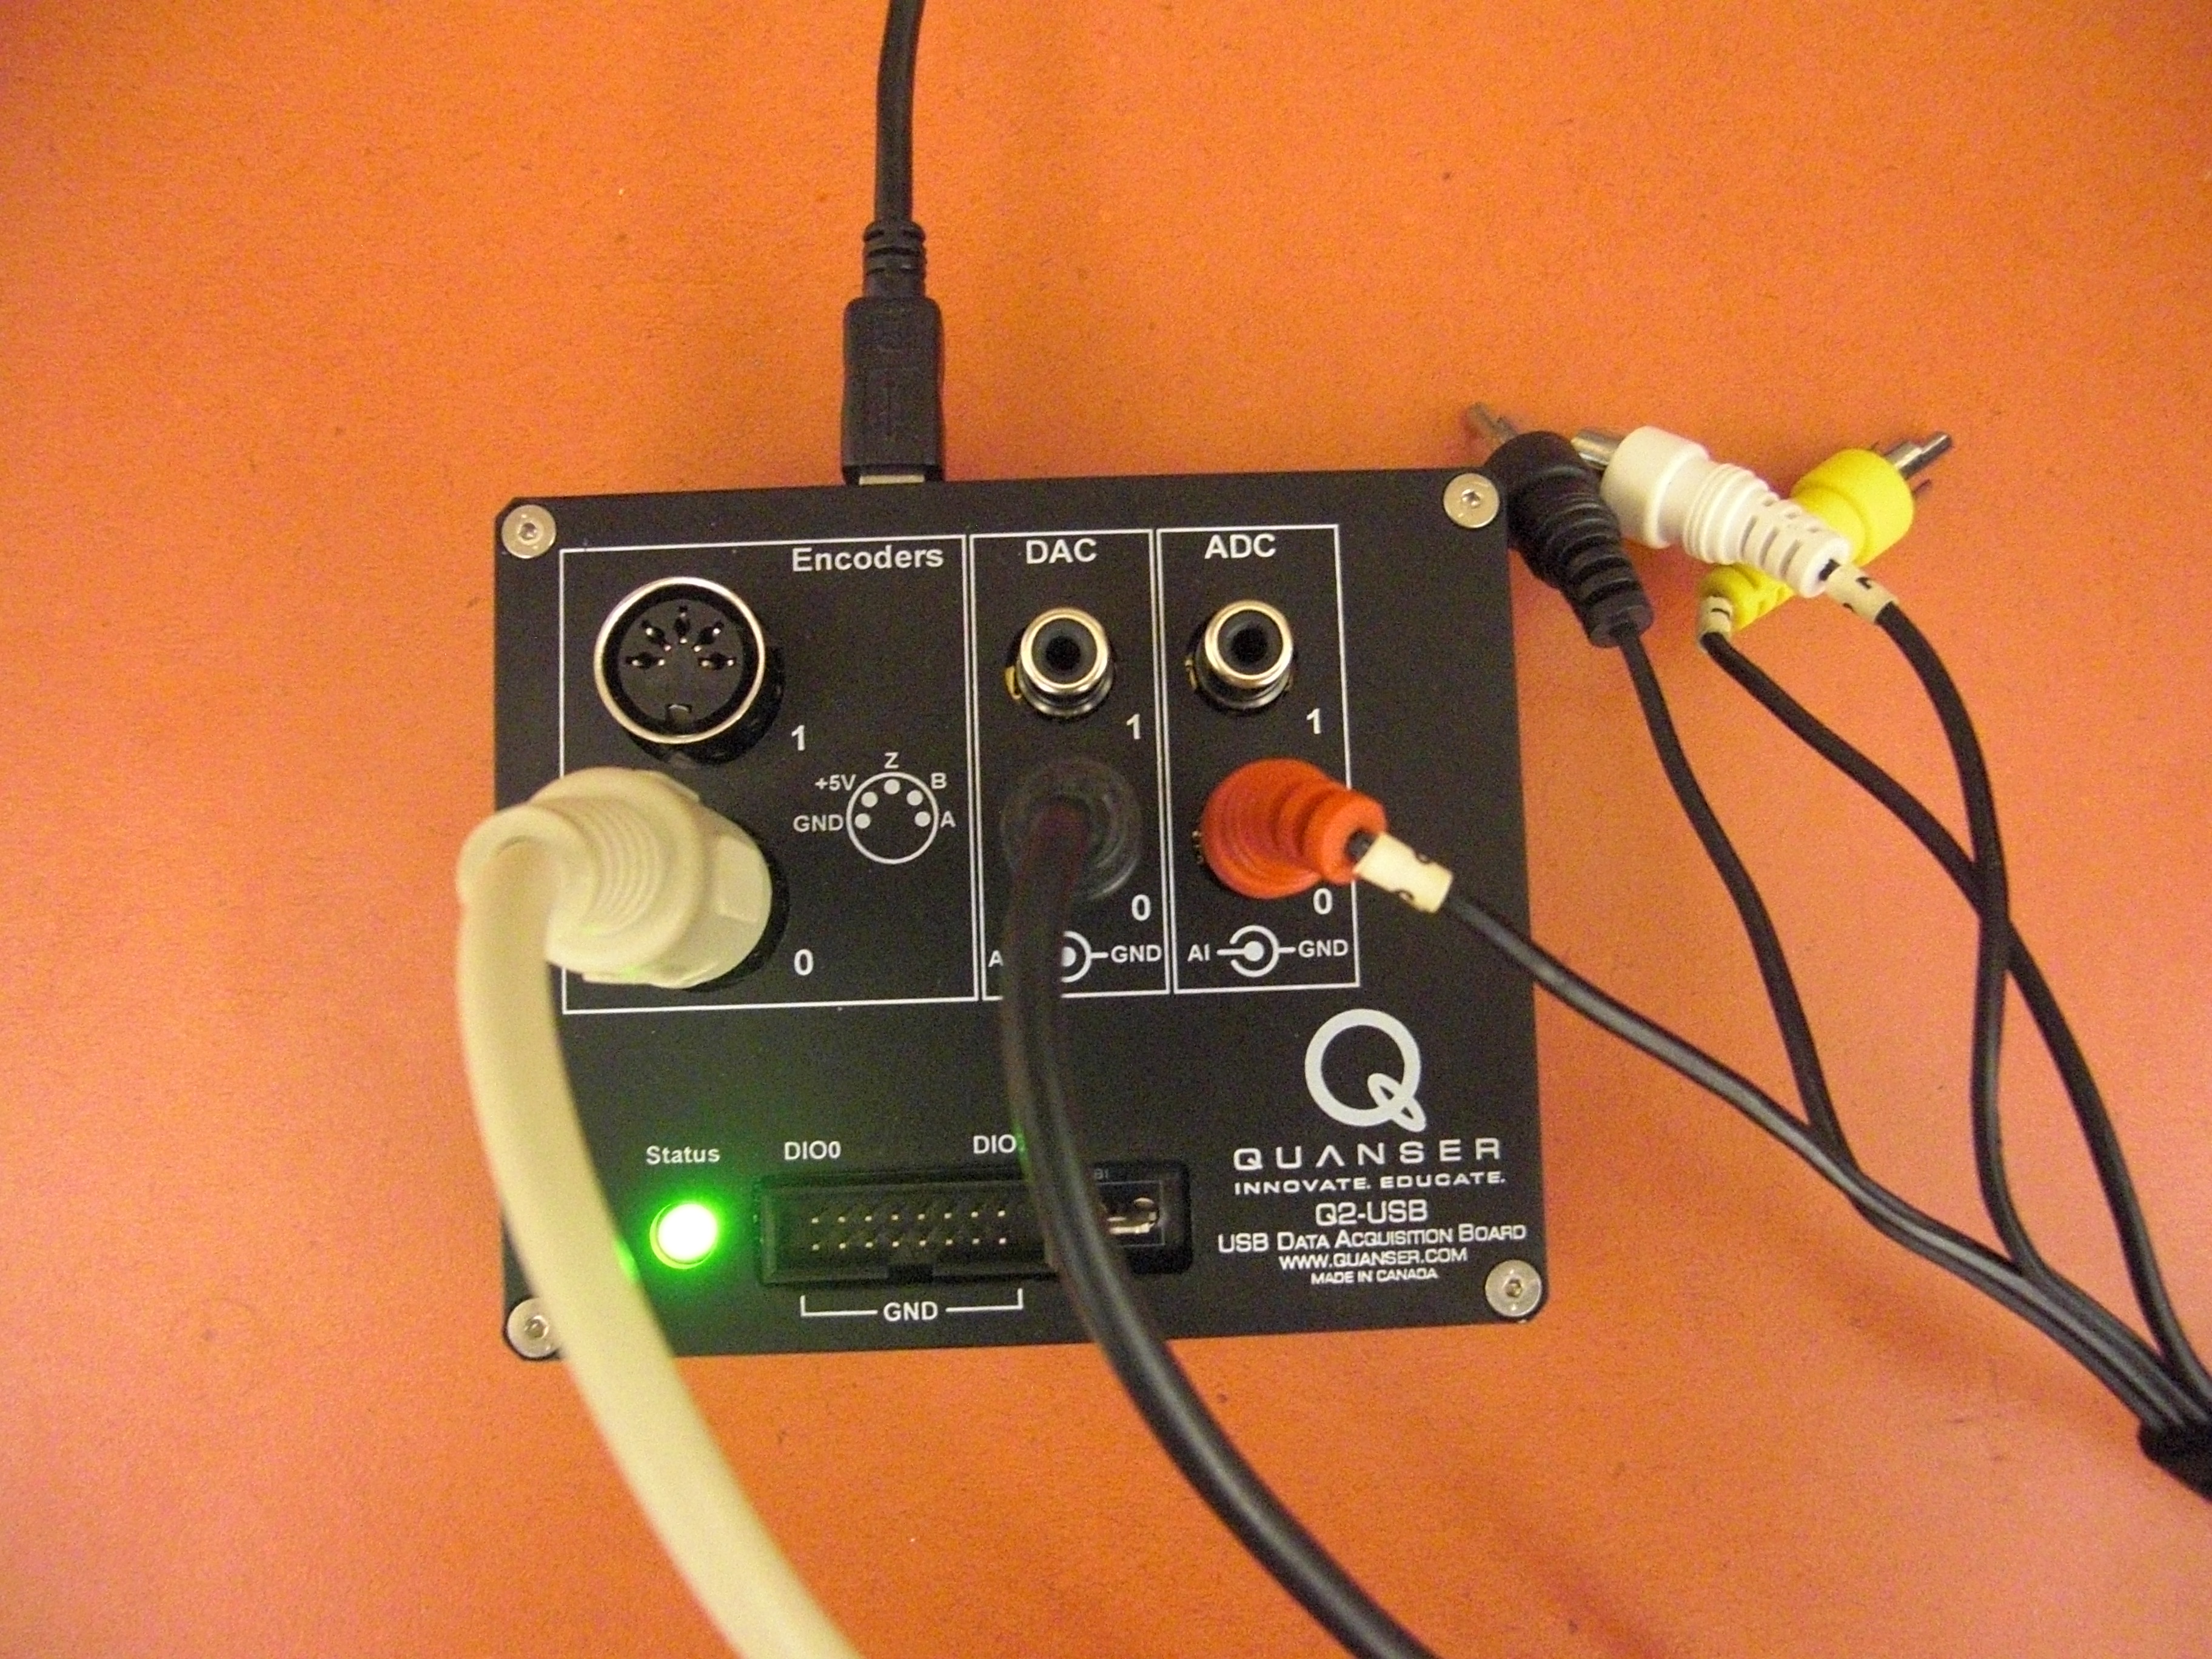 Encoders
DAC
ADC
1
1
1
Z
+5V
B
GND
A
0
0
0
GND
AI
GND
QUANSER
INNOVATE. EDUCATE.
Q2-USB
USB DATA ACQUISITION BOARD
WWW.QUANSER.COM
MADE IN CANADA
Status
DIO0
DIO
GND